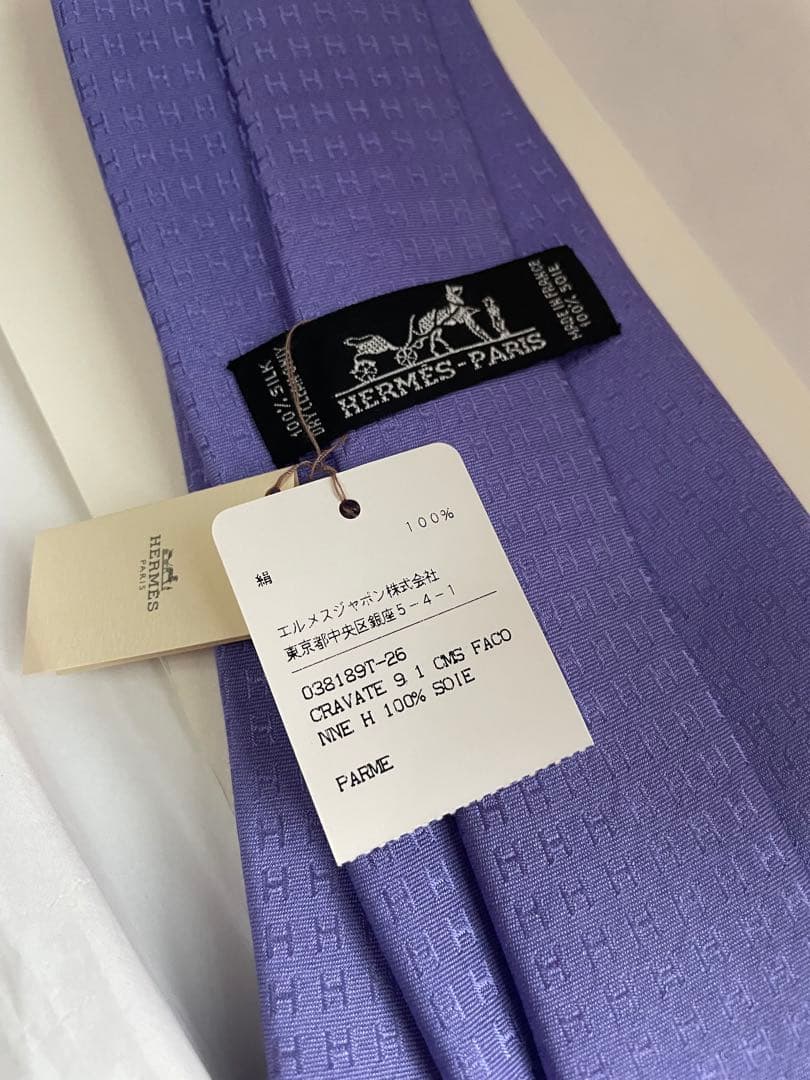 MADE IN FRANCE
100% SOIE
HERMÈS-PARIS
100% SILK
DRY CLEAN ONLY
HERMÈS
PARIS
100%
絹
エルメスジャポン株式会社
東京都中央区銀座5-4-1
038189T-26
CRAVATE 9 1 CMS FACO
NNE H 100% SOIE
PARME